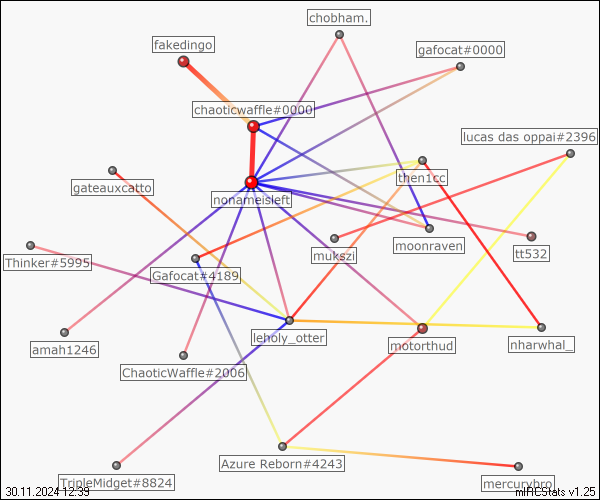 chobham.
fakedingo
gafocat#0000
chaoticwaffle#0000
lucas das oppai#2396
then1cc
gateauxcatto
nonameisleft
moonraven
tt532
mukszi
Thinker#5995
Gafocat#4189
leholy_otter
amah1246
motorthud
nharwhal_
ChaoticWaffle#2006
Azure Reborn#4243
TripleMidget#8824
mercurybro
30.11.2024 12:39
mIRCStats v1.25